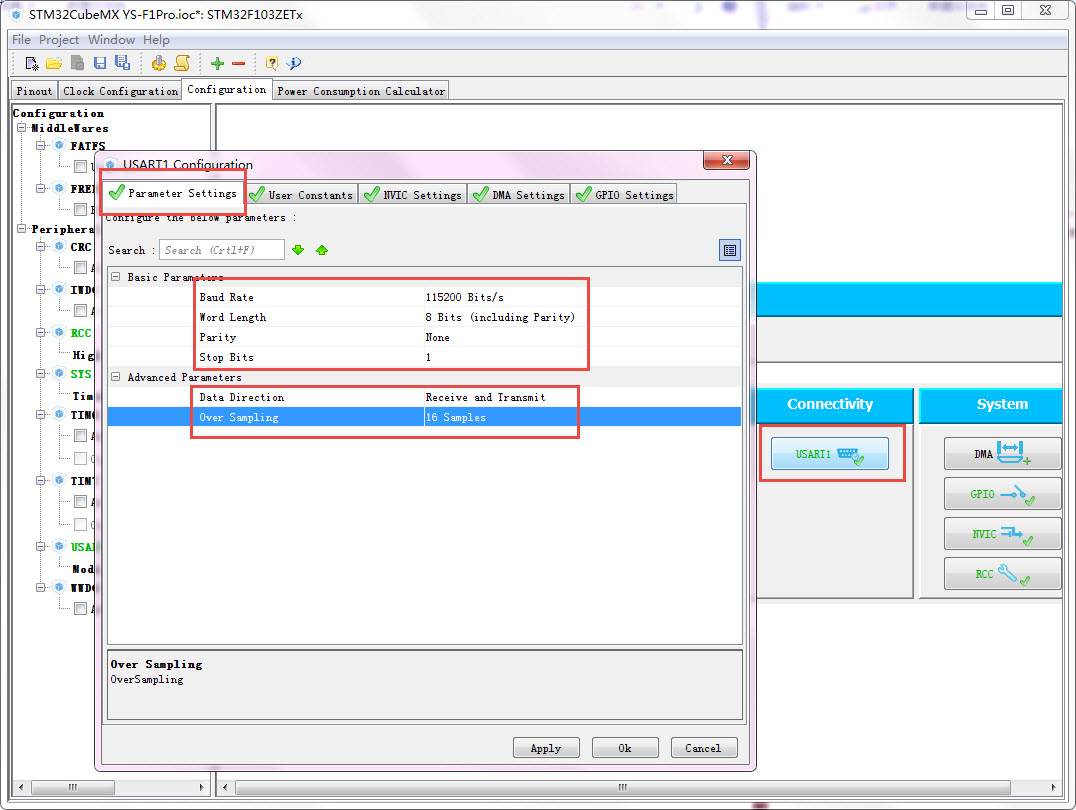 STM32CubeMX YS-F1Pro.ioc*: STM32F103ZETx
File Project Window Help
Pinout Clock Configuration Configuration Power Consumption Calculator
Configuration
MiddleWares
FATFS
FRE
Periphera
CRC
IWD
RCC
Hig
SYS
Tim
TIM
TIM
USA
Mod
WWD
USART1 Configuration
Parameter Settings User Constants NVIC Settings DMA Settings GPIO Settings
Configure the below parameters :
Search : Search (Crtl+F)
Basic Parameters
Baud Rate 115200 Bits/s
Word Length 8 Bits (including Parity)
Parity None
Stop Bits 1
Advanced Parameters
Data Direction Receive and Transmit
Over Sampling 16 Samples
Over Sampling
OverSampling
Apply Ok Cancel
Connectivity System
USART1 DMA
GPIO
NVIC
RCC